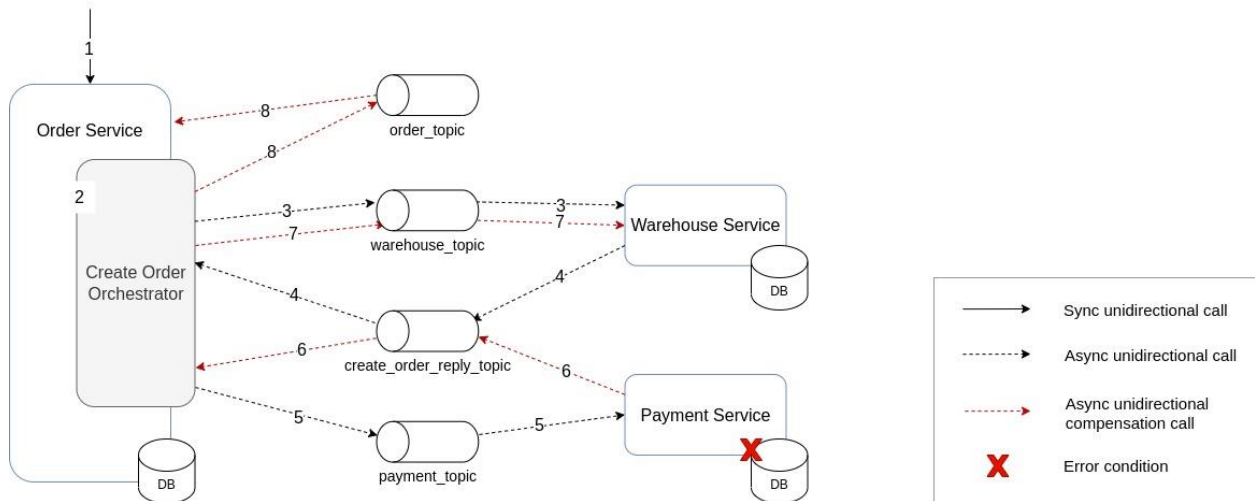 1
8
order_topic
Order Service
8
2
3
3
7
7
warehouse_topic
Warehouse Service
Create Order
Orchestrator
4
4
DB
6
create_order_reply_topic
6
5
5
Payment Service
payment_topic
DB
DB
Sync unidirectional call
Async unidirectional call
Async unidirectional
compensation call
X
Error condition